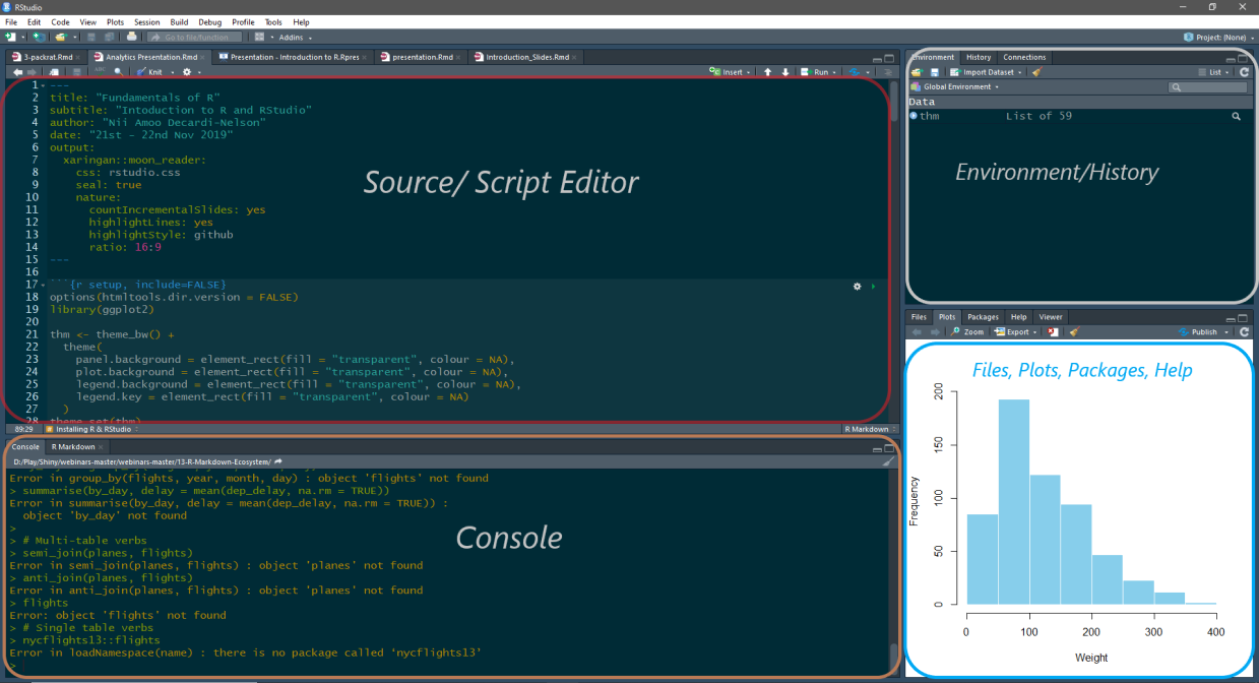 RStudio
File Edit Code View Plots Session Build Debug Profile Tools Help
Go to file/function Addins Project: (None)
3-packrat.Rmd Analytics Presentation.Rmd Presentation - Introduction to R.Rpres presentation.Rmd Introduction_Slides.Rmd
Knit Insert Run
1 ---
2 title: "Fundamentals of R"
3 subtitle: "Intoduction to R and RStudio"
4 author: "Nii Amoo Decardi-Nelson"
5 date: "21st - 22nd Nov 2019"
6 output:
7 xaringan::moon_reader:
8 css: rstudio.css
9 seal: true
10 nature:
11 countIncrementalSlides: yes
12 highlightLines: yes
13 highlightStyle: github
14 ratio: 16:9
15 ---
16
17 ```{r setup, include=FALSE}
18 options(htmltools.dir.version = FALSE)
19 library(ggplot2)
20
21 thm <- theme_bw() +
22 theme(
23 panel.background = element_rect(fill = "transparent", colour = NA),
24 plot.background = element_rect(fill = "transparent", colour = NA),
25 legend.background = element_rect(fill = "transparent", colour = NA),
26 legend.key = element_rect(fill = "transparent", colour = NA)
27 )
28 theme_set(thm)
Source/ Script Editor
89:29 Installing R & RStudio R Markdown
Console R Markdown
D:/Play/Shiny/webinars-master/webinars-master/13-R-Markdown-Ecosystem/
Error in group_by(flights, year, month, day) : object 'flights' not found
> summarise(by_day, delay = mean(dep_delay, na.rm = TRUE))
Error in summarise(by_day, delay = mean(dep_delay, na.rm = TRUE)) :
object 'by_day' not found
>
> # Multi-table verbs
> semi_join(planes, flights)
Error in semi_join(planes, flights) : object 'planes' not found
> anti_join(planes, flights)
Error in anti_join(planes, flights) : object 'planes' not found
> flights
Error: object 'flights' not found
> # Single table verbs
> nycflights13::flights
Error in loadNamespace(name) : there is no package called 'nycflights13'
>
Console
Environment History Connections
Import Dataset List
Global Environment
Data
thm List of 59
Environment/History
Files Plots Packages Help Viewer
Zoom Export Publish
Files, Plots, Packages, Help
Frequency
200
150
100
50
0
0 100 200 300 400
Weight